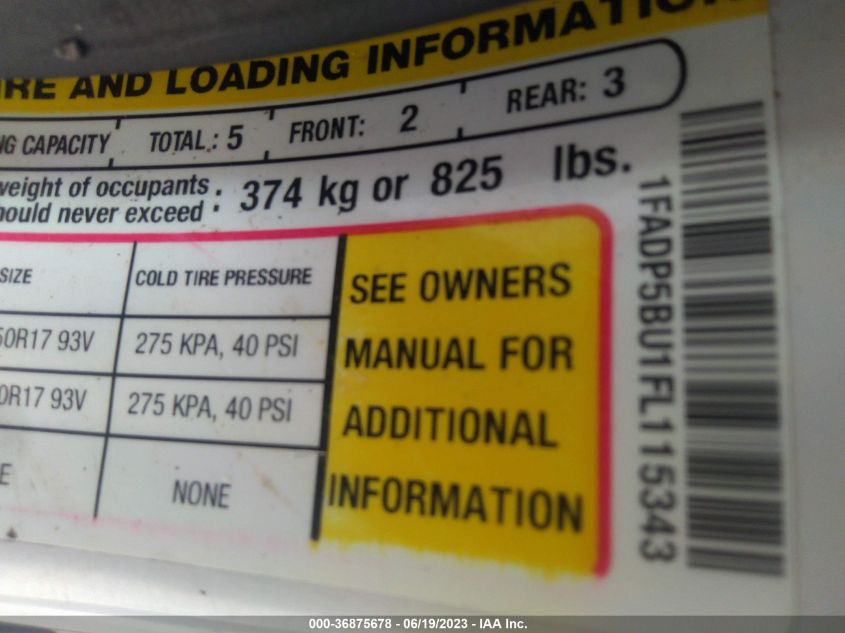 IRE AND LOADING INFORMATION
NG CAPACITY TOTAL: 5 FRONT: 2 REAR: 3
weight of occupants : 374 kg or 825 lbs.
hould never exceed :
SIZE COLD TIRE PRESSURE
50R17 93V 275 KPA, 40 PSI
0R17 93V 275 KPA, 40 PSI
E NONE
SEE OWNERS
MANUAL FOR
ADDITIONAL
INFORMATION
1FADP5BU1FL115343
000-36875678 - 06/19/2023 - IAA Inc.